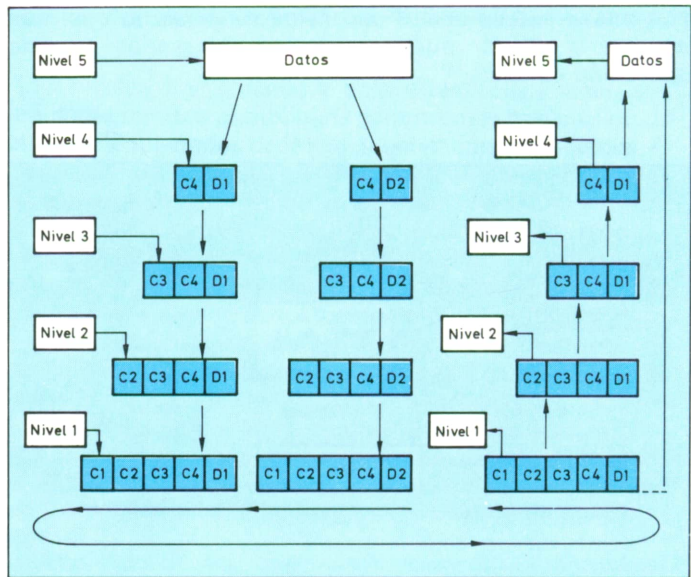 Nivel 5 Datos Nivel 5 Datos
Nivel 4 Nivel 4
C4 D1 C4 D2 C4 D1
Nivel 3 Nivel 3
C3 C4 D1 C3 C4 D2 C3 C4 D1
Nivel 2 Nivel 2
C2 C3 C4 D1 C2 C3 C4 D2 C2 C3 C4 D1
Nivel 1 Nivel 1
C1 C2 C3 C4 D1 C1 C2 C3 C4 D2 C1 C2 C3 C4 D1